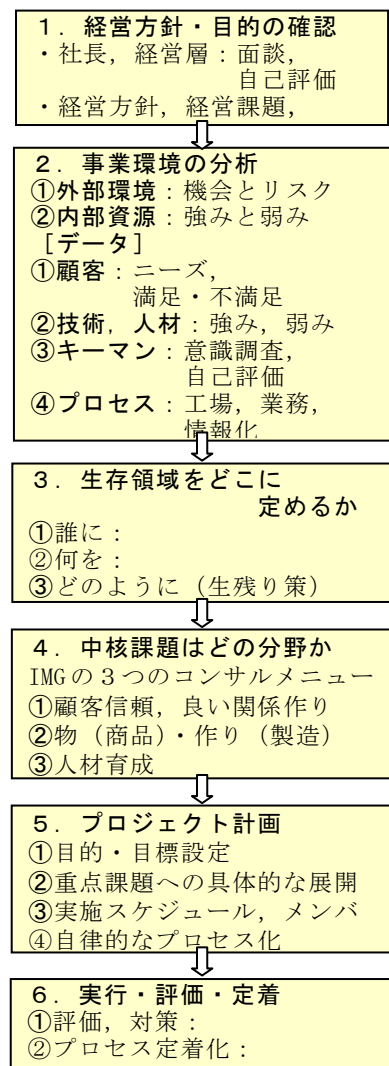 １．経営方針・目的の確認
・社長，経営層：面談，
自己評価
・経営方針，経営課題，
２．事業環境の分析
①外部環境：機会とリスク
②内部資源：強みと弱み
［データ］
①顧客：ニーズ，
満足・不満足
②技術，人材：強み，弱み
③キーマン：意識調査，
自己評価
④プロセス：工場，業務，
情報化
３．生存領域をどこに
定めるか
①誰に：
②何を：
③どのように（生残り策）
４．中核課題はどの分野か
IMGの３つのコンサルメニュー
①顧客信頼，良い関係作り
②物（商品）・作り（製造）
③人材育成
５．プロジェクト計画
①目的・目標設定
②重点課題への具体的な展開
③実施スケジュール，メンバ
④自律的なプロセス化
６．実行・評価・定着
①評価，対策：
②プロセス定着化：